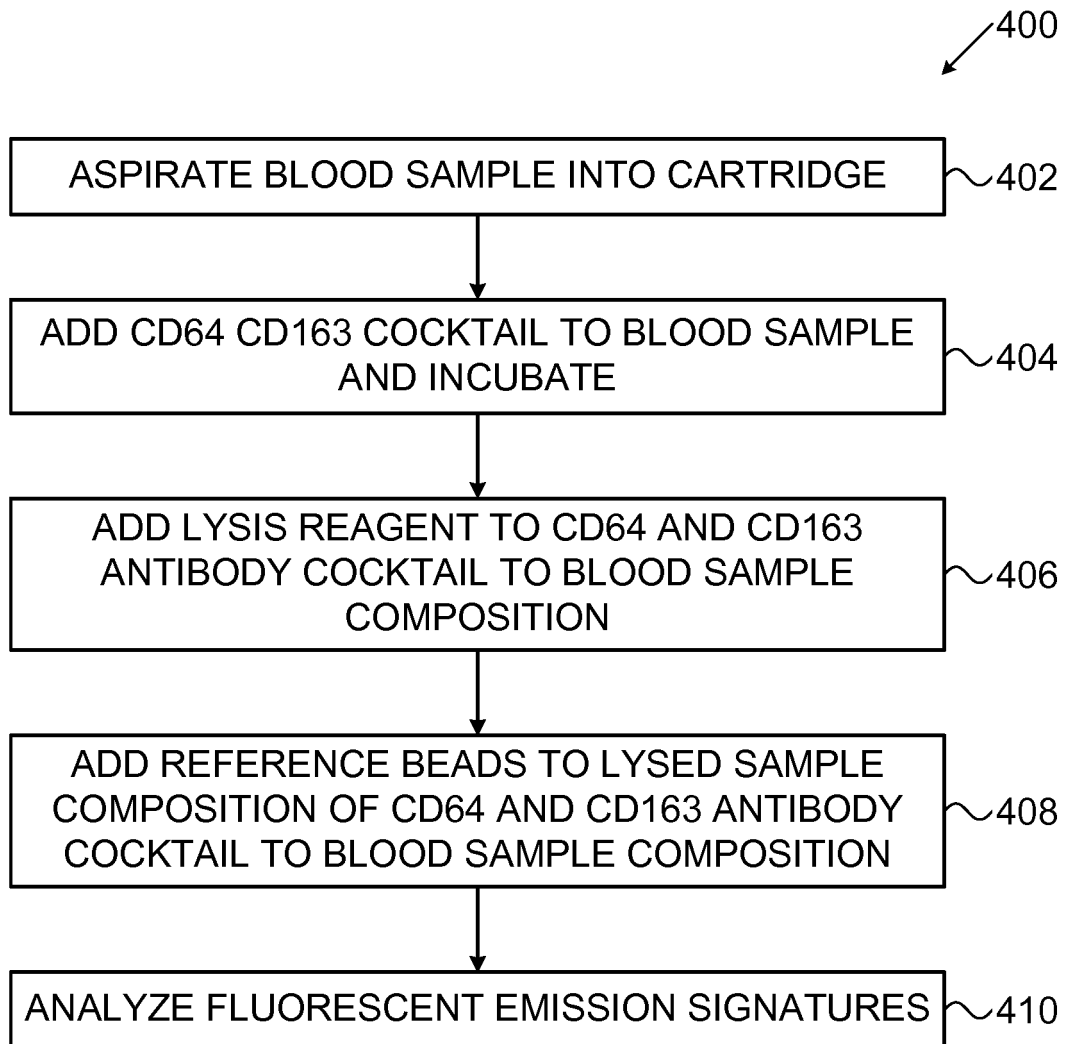 400
ASPIRATE BLOOD SAMPLE INTO CARTRIDGE
402
ADD CD64 CD163 COCKTAIL TO BLOOD SAMPLE
AND INCUBATE
404
ADD LYSIS REAGENT TO CD64 AND CD163
ANTIBODY COCKTAIL TO BLOOD SAMPLE
COMPOSITION
406
ADD REFERENCE BEADS TO LYSED SAMPLE
COMPOSITION OF CD64 AND CD163 ANTIBODY
COCKTAIL TO BLOOD SAMPLE COMPOSITION
408
ANALYZE FLUORESCENT EMISSION SIGNATURES
410